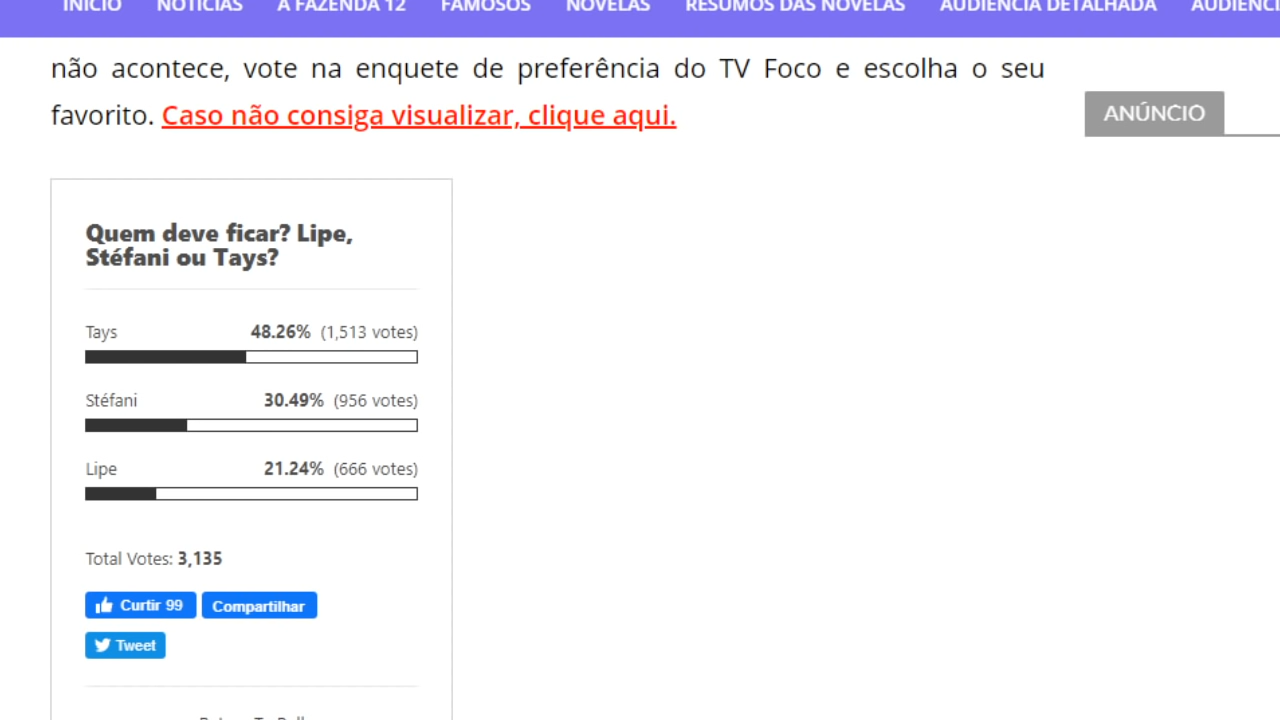 INÍCIO NOTÍCIAS A FAZENDA 12 FAMOSOS NOVELAS RESUMOS DAS NOVELAS AUDIÊNCIA DETALHADA
não acontece, vote na enquete de preferência do TV Foco e escolha o seu
favorito. Caso não consiga visualizar, clique aqui.
ANÚNCIO
Quem deve ficar? Lipe,
Stéfani ou Tays?
Tays 48.26% (1,513 votes)
Stéfani 30.49% (956 votes)
Lipe 21.24% (666 votes)
Total Votes: 3,135
Curtir 99 Compartilhar
Tweet